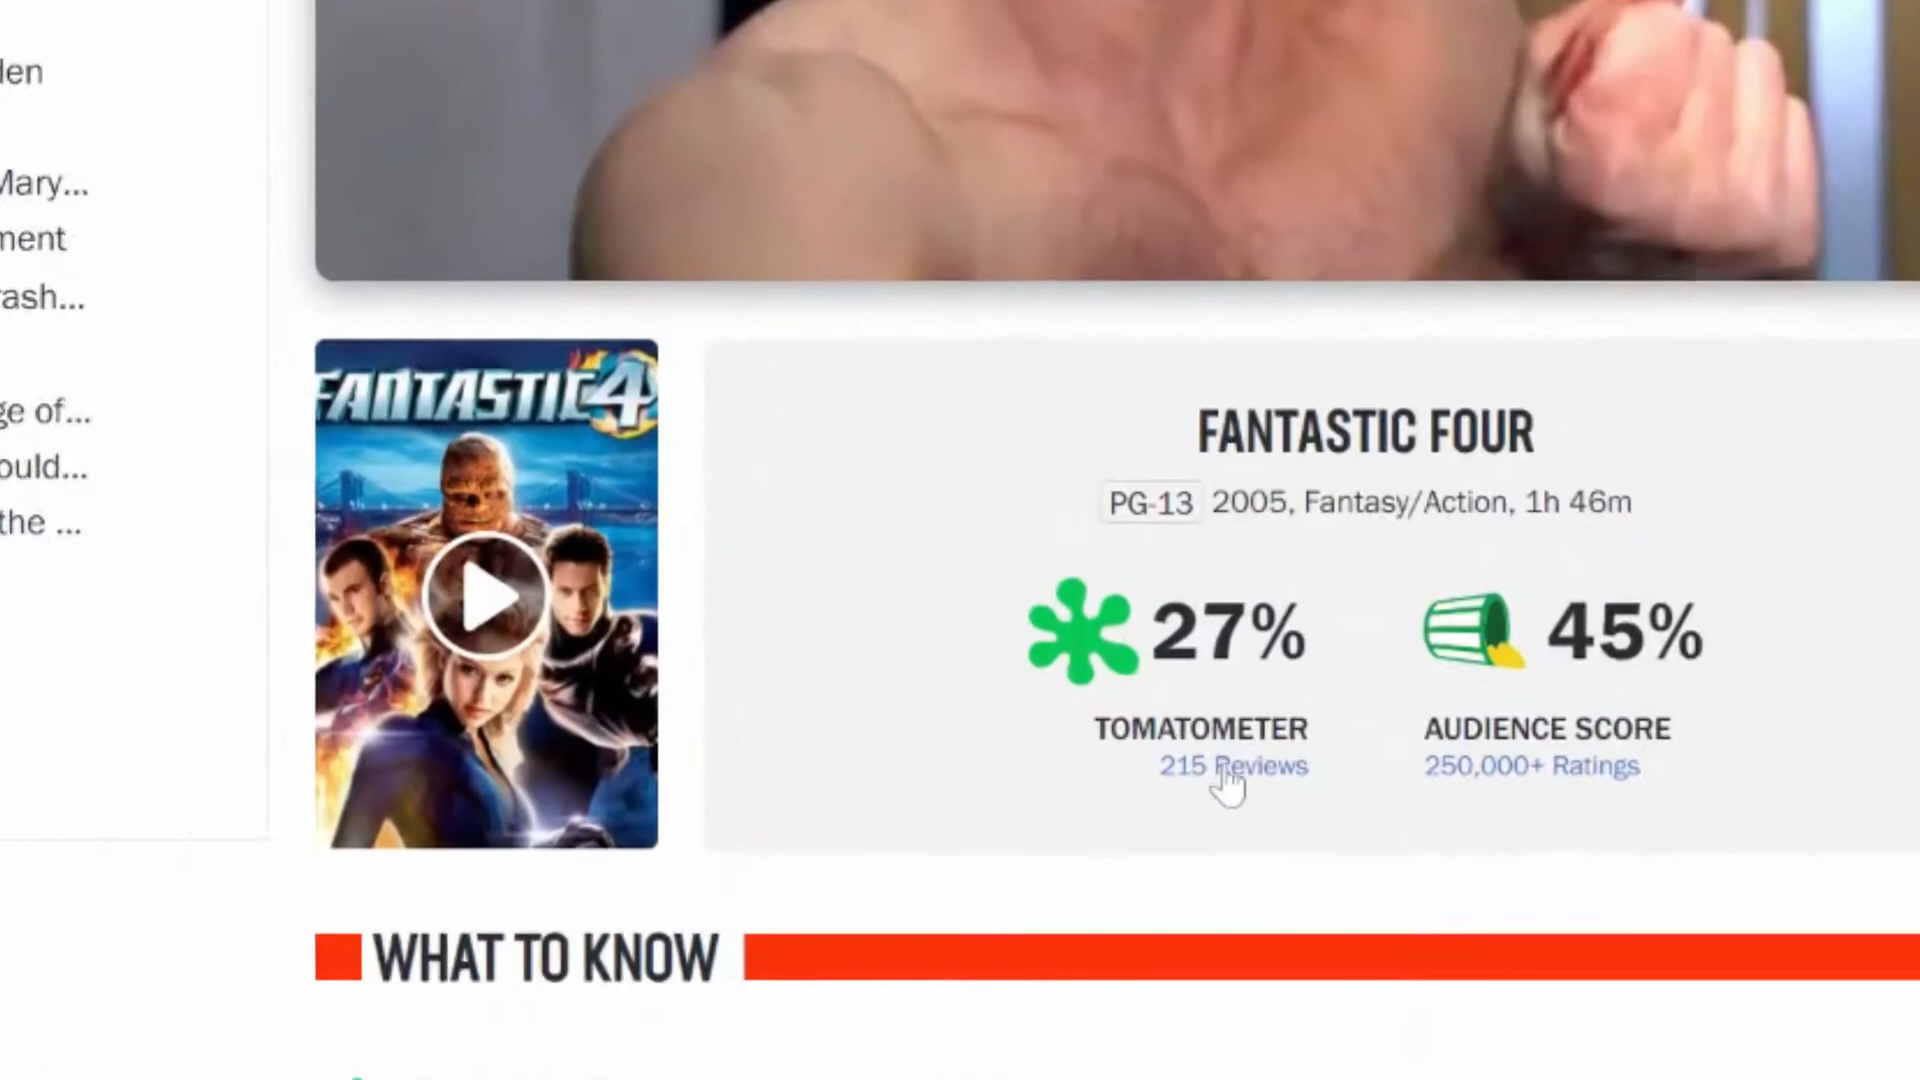 len
Mary...
ment
rash...
ge of...
ould...
the ...
FANTASTIC 4
FANTASTIC FOUR
PG-13 2005, Fantasy/Action, 1h 46m
27% 45%
TOMATOMETER AUDIENCE SCORE
215 Reviews 250,000+ Ratings
WHAT TO KNOW